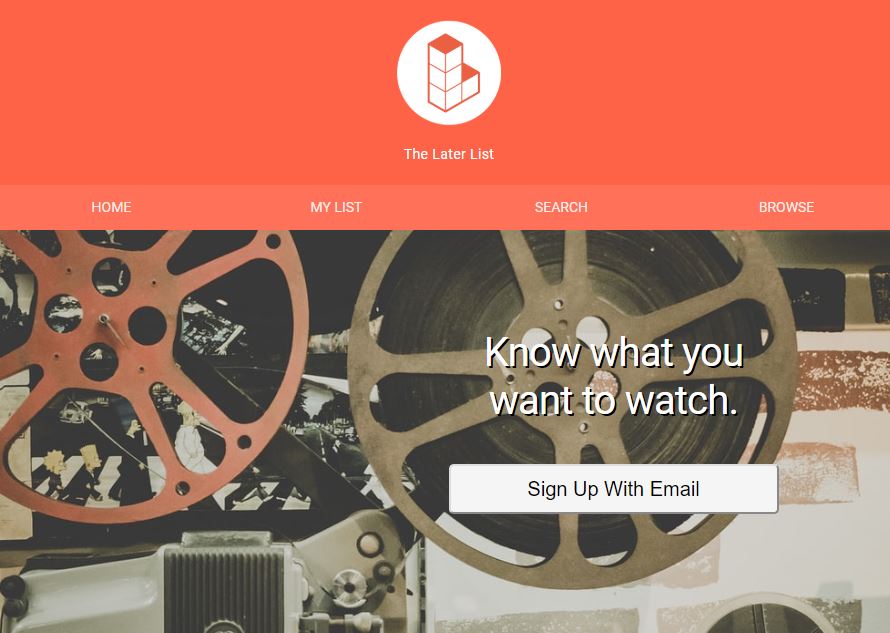 The Later List
HOME
MY LIST
SEARCH
BROWSE
Know what you
want to watch.
Sign Up With Email